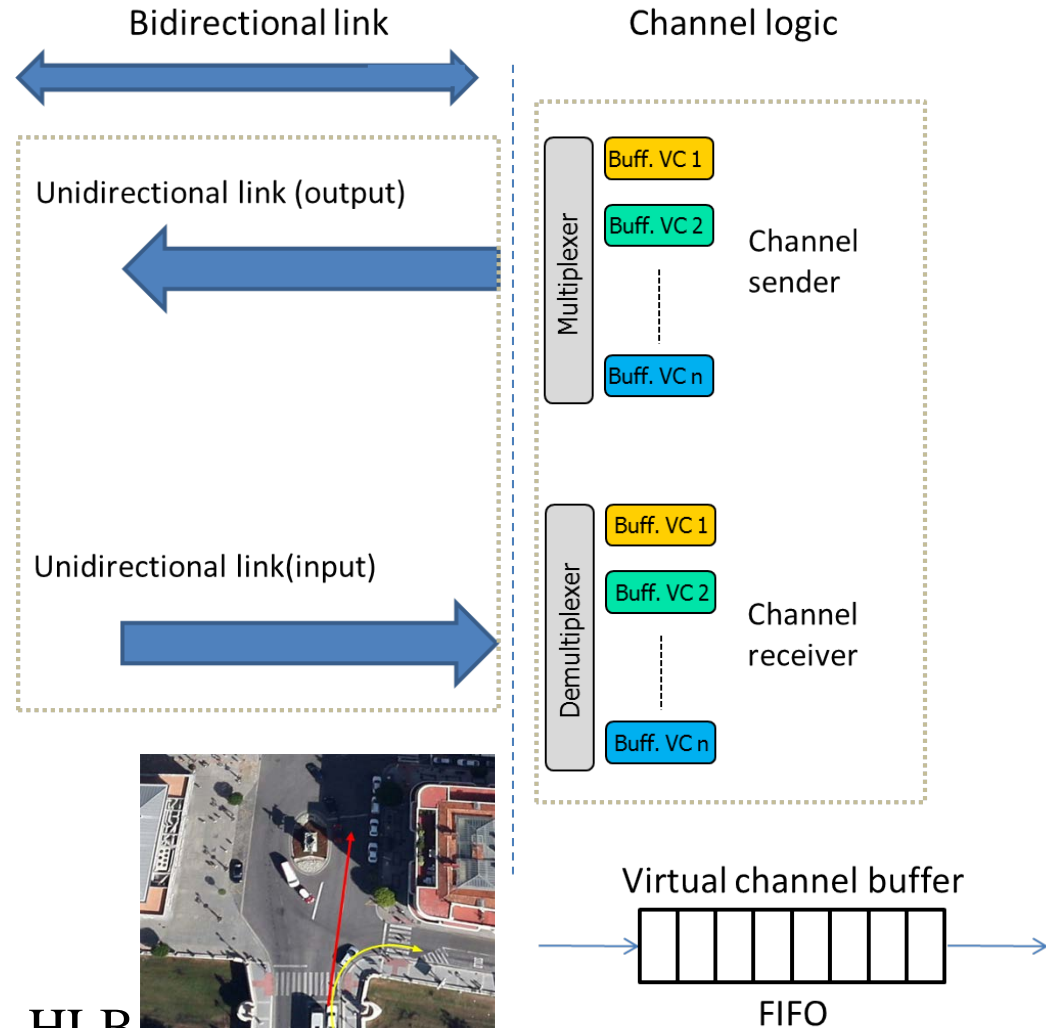 Bidirectional link
Channel logic
Unidirectional link (output)
Multiplexer
Buff. VC 1
Buff. VC 2
Buff. VC n
Channel
sender
Unidirectional link(input)
Demultiplexer
Buff. VC 1
Buff. VC 2
Buff. VC n
Channel
receiver
Virtual channel buffer
FIFO